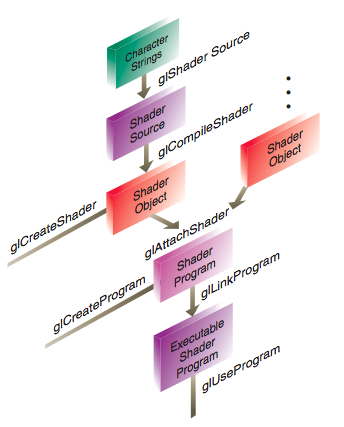 Character
Strings
glShader Source
Shader
Source
glCompileShader
Shader
Object
Shader
Object
glCreateShader
glAttachShader
Shader
Program
glCreateProgram
glLinkProgram
Executable
Shader
Program
glUseProgram